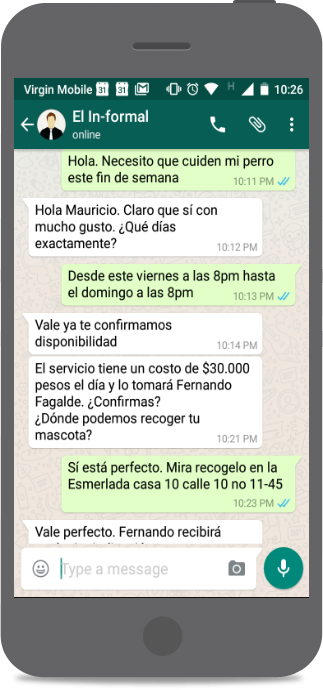 Virgin Mobile 31 31 H 10:26
El In-formal
online
Hola. Necesito que cuiden mi perro
este fin de semana
10:11 PM
Hola Mauricio. Claro que sí con
mucho gusto. ¿Qué días
exactamente?
10:12 PM
Desde este viernes a las 8pm hasta
el domingo a las 8pm
10:13 PM
Vale ya te confirmamos
disponibilidad
10:14 PM
El servicio tiene un costo de $30.000
pesos el día y lo tomará Fernando
Fagalde. ¿Confirmas?
¿Dónde podemos recoger tu
mascota?
10:21 PM
Sí está perfecto. Mira recogelo en la
Esmerlada casa 10 calle 10 no 11-45
10:23 PM
Vale perfecto. Fernando recibirá
Type a message